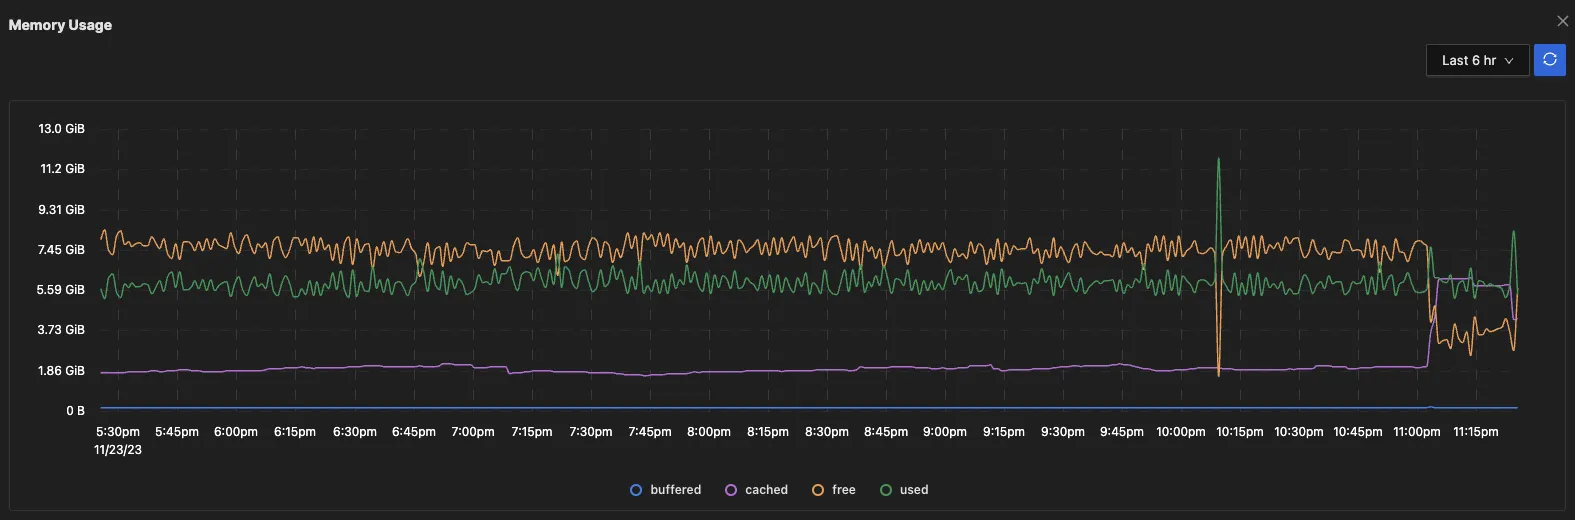 Memory Usage
Last 6 hr
13.0 GiB
11.2 GiB
9.31 GiB
7.45 GiB
5.59 GiB
3.73 GiB
1.86 GiB
0 B
5:30pm 5:45pm 6:00pm 6:15pm 6:30pm 6:45pm 7:00pm 7:15pm 7:30pm 7:45pm 8:00pm 8:15pm 8:30pm 8:45pm 9:00pm 9:15pm 9:30pm 9:45pm 10:00pm 10:15pm 10:30pm 10:45pm 11:00pm 11:15pm
11/23/23
buffered cached free used